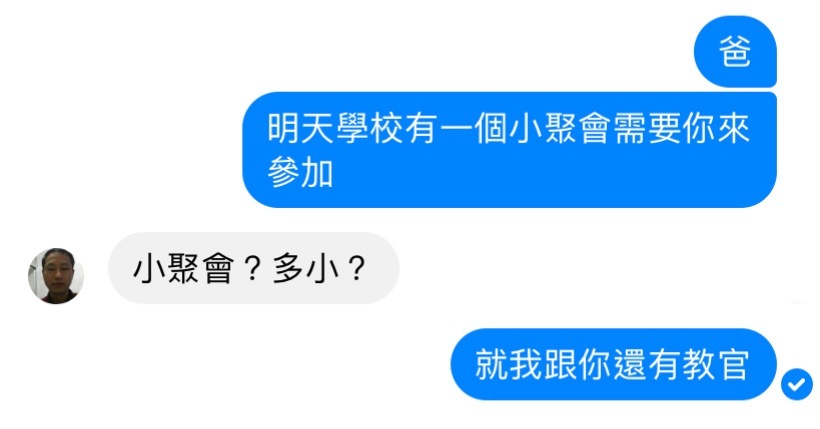 爸
明天學校有一個小聚會需要你來
參加
小聚會？多小？
就我跟你還有教官